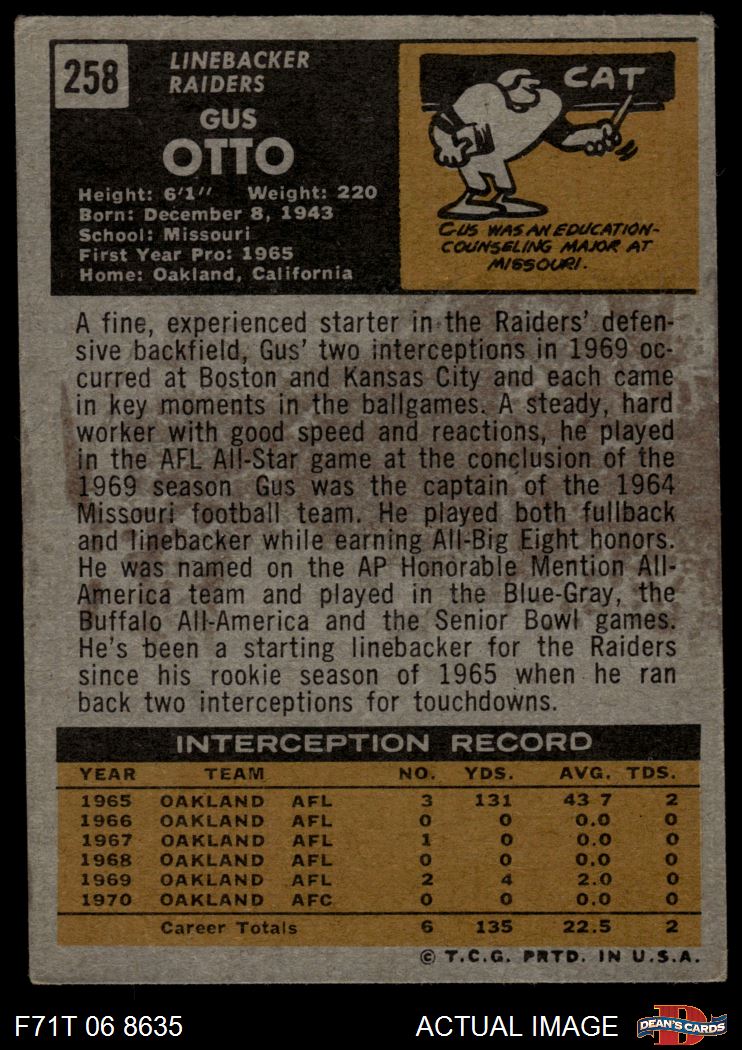 258
LINEBACKER
RAIDERS
GUS
OTTO
Height: 6'1" Weight: 220
Born: December 8, 1943
School: Missouri
First Year Pro: 1965
Home: Oakland, California
CAT
GUS WAS AN EDUCATION-
COUNSELING MAJOR AT
MISSOURI.
A fine, experienced starter in the Raiders' defen-
sive backfield, Gus' two interceptions in 1969 oc-
curred at Boston and Kansas City and each came
in key moments in the ballgames. A steady, hard
worker with good speed and reactions, he played
in the AFL All-Star game at the conclusion of the
1969 season Gus was the captain of the 1964
Missouri football team. He played both fullback
and linebacker while earning All-Big Eight honors.
He was named on the AP Honorable Mention All-
America team and played in the Blue-Gray, the
Buffalo All-America and the Senior Bowl games.
He's been a starting linebacker for the Raiders
since his rookie season of 1965 when he ran
back two interceptions for touchdowns.
INTERCEPTION RECORD
YEAR TEAM NO. YDS. AVG. TDS.
1965 OAKLAND AFL 3 131 43 7 2
1966 OAKLAND AFL 0 0 0.0 0
1967 OAKLAND AFL 1 0 0.0 0
1968 OAKLAND AFL 0 0 0.0 0
1969 OAKLAND AFL 2 4 2.0 0
1970 OAKLAND AFC 0 0 0.0 0
Career Totals 6 135 22.5 2
© T.C.G. PRTD. IN U.S.A.
F71T 06 8635 ACTUAL IMAGE
D
DEAN'S CARDS